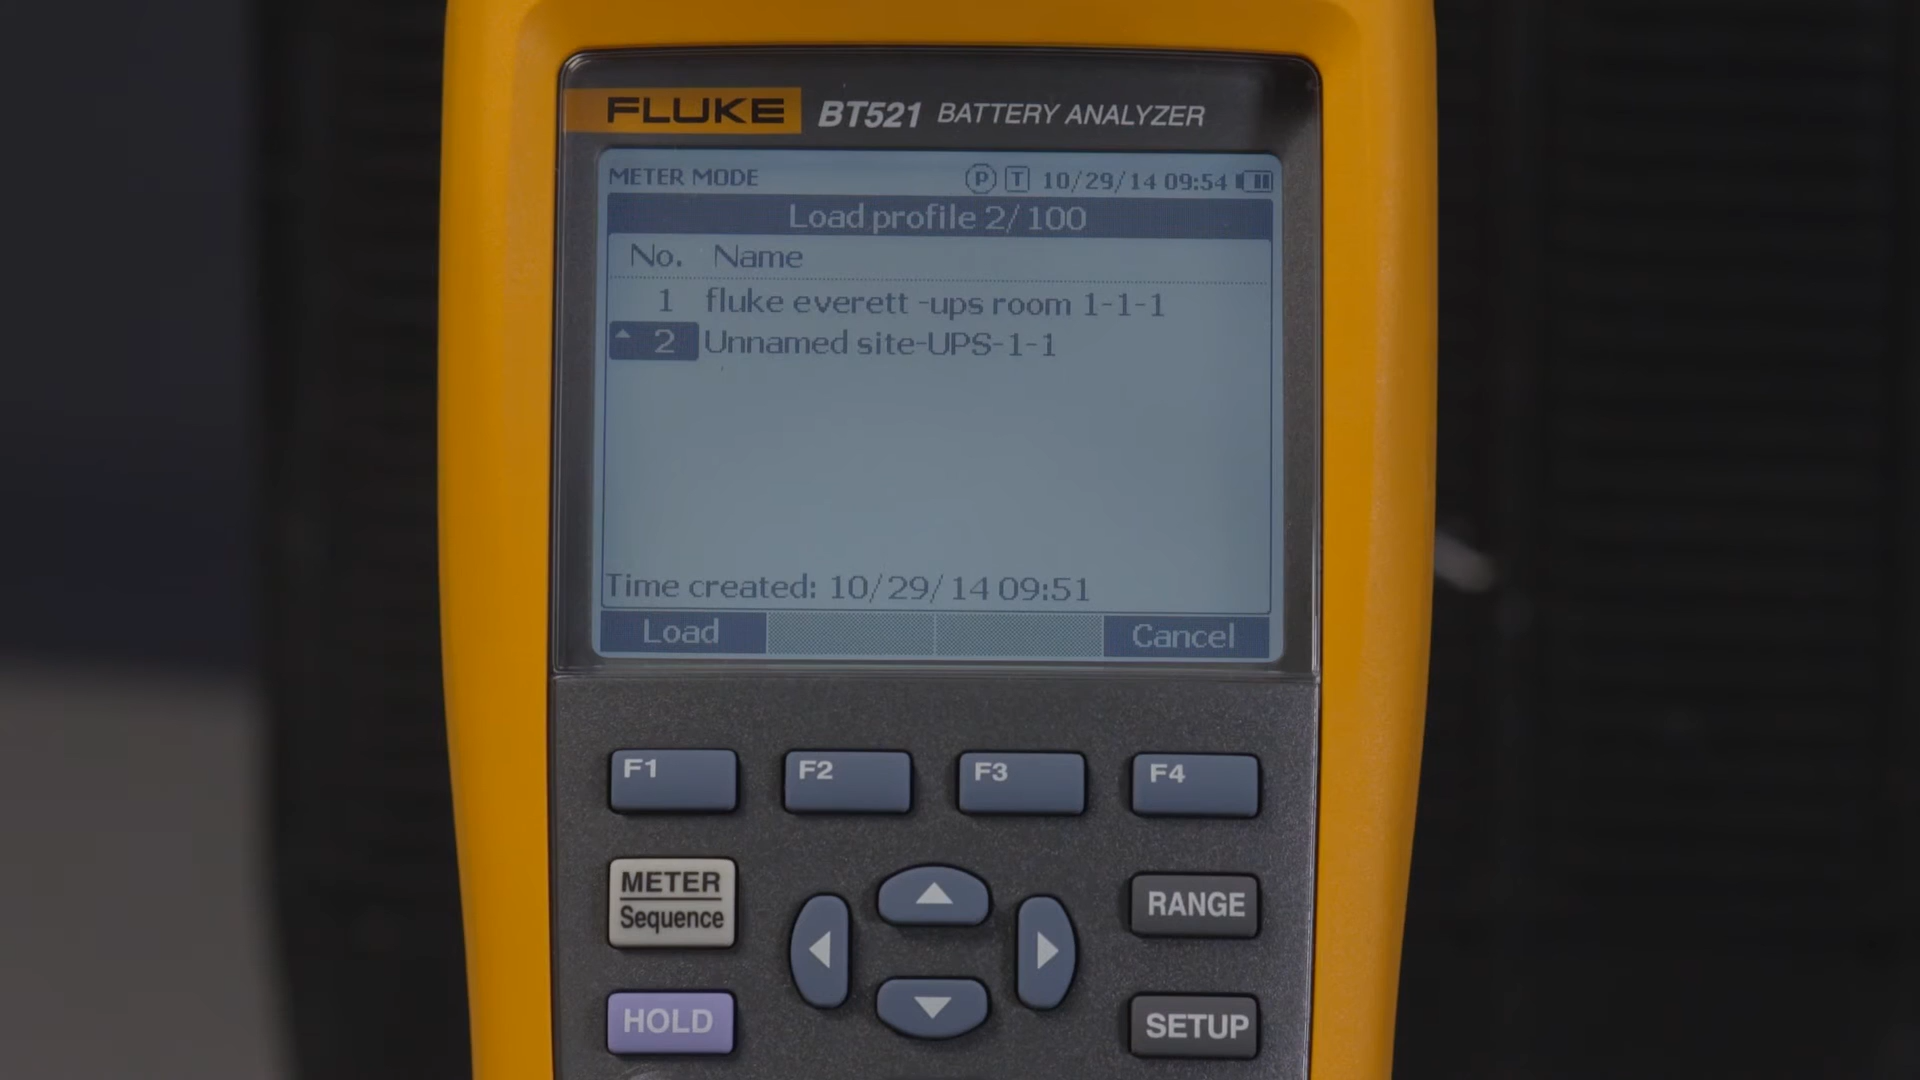 FLUKE BT521 BATTERY ANALYZER
METER MODE P T 10/29/14 09:54
Load profile 2/100
No. Name
1 fluke everett -ups room 1-1-1
2 Unnamed site-UPS-1-1
Time created: 10/29/14 09:51
Load Cancel
F1 F2 F3 F4
METER
Sequence
RANGE
HOLD
SETUP